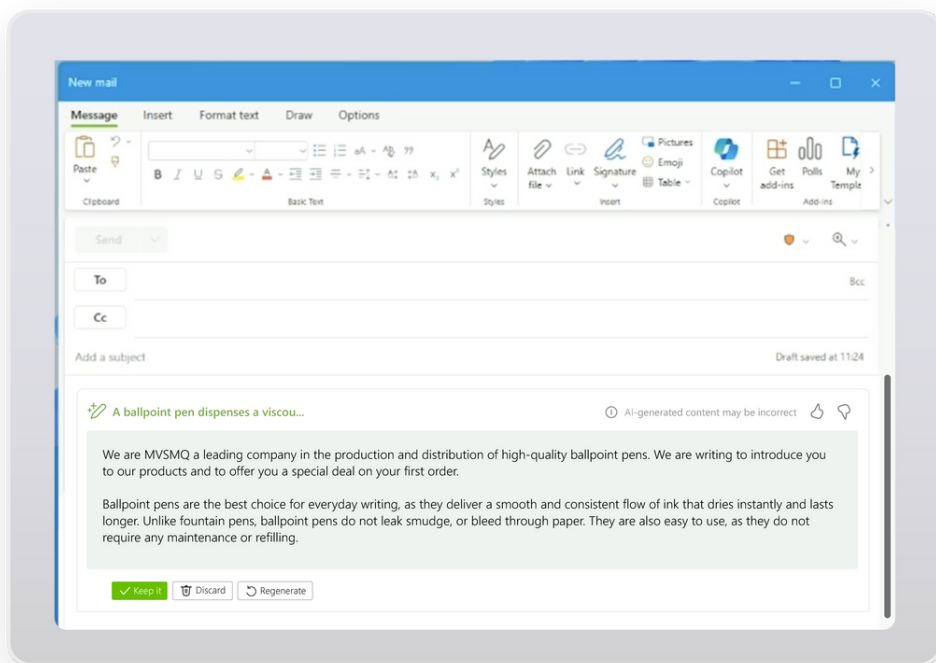 New mail
Message Insert Format text Draw Options
Paste
B I U S A
aA
Styles
Attach file
Link
Signature
Pictures
Emoji
Table
Copilot
Get add-ins
Polls
My Temple
Clipboard Basic Text Styles Insert Copilot Add-ins
Send
To Bcc
Cc
Add a subject Draft saved at 11:24
A ballpoint pen dispenses a viscou... AI-generated content may be incorrect
We are MVSMQ a leading company in the production and distribution of high-quality ballpoint pens. We are writing to introduce you
to our products and to offer you a special deal on your first order.
Ballpoint pens are the best choice for everyday writing, as they deliver a smooth and consistent flow of ink that dries instantly and lasts
longer. Unlike fountain pens, ballpoint pens do not leak smudge, or bleed through paper. They are also easy to use, as they do not
require any maintenance or refilling.
Keep it Discard Regenerate